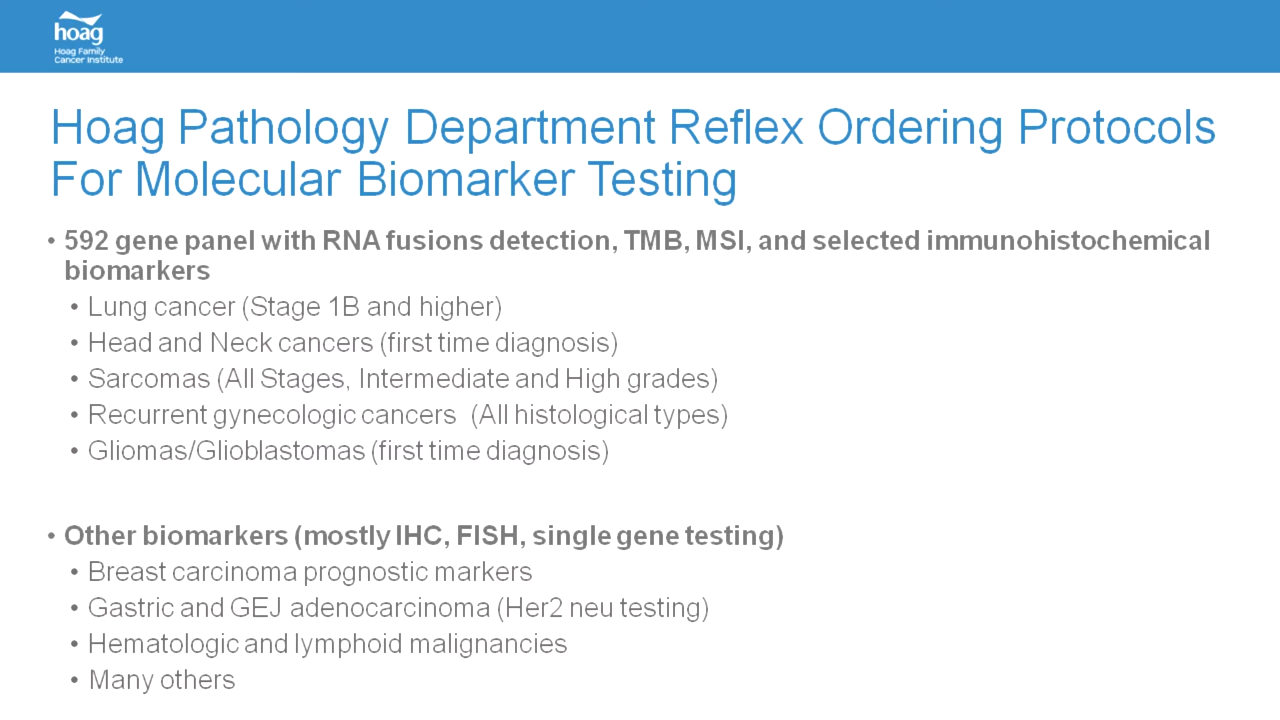 hoag
Hoag Family
Cancer Institute
Hoag Pathology Department Reflex Ordering Protocols
For Molecular Biomarker Testing
• 592 gene panel with RNA fusions detection, TMB, MSI, and selected immunohistochemical
biomarkers
• Lung cancer (Stage 1B and higher)
• Head and Neck cancers (first time diagnosis)
• Sarcomas (All Stages, Intermediate and High grades)
• Recurrent gynecologic cancers  (All histological types)
• Gliomas/Glioblastomas (first time diagnosis)
• Other biomarkers (mostly IHC, FISH, single gene testing)
• Breast carcinoma prognostic markers
• Gastric and GEJ adenocarcinoma (Her2 neu testing)
• Hematologic and lymphoid malignancies
• Many others